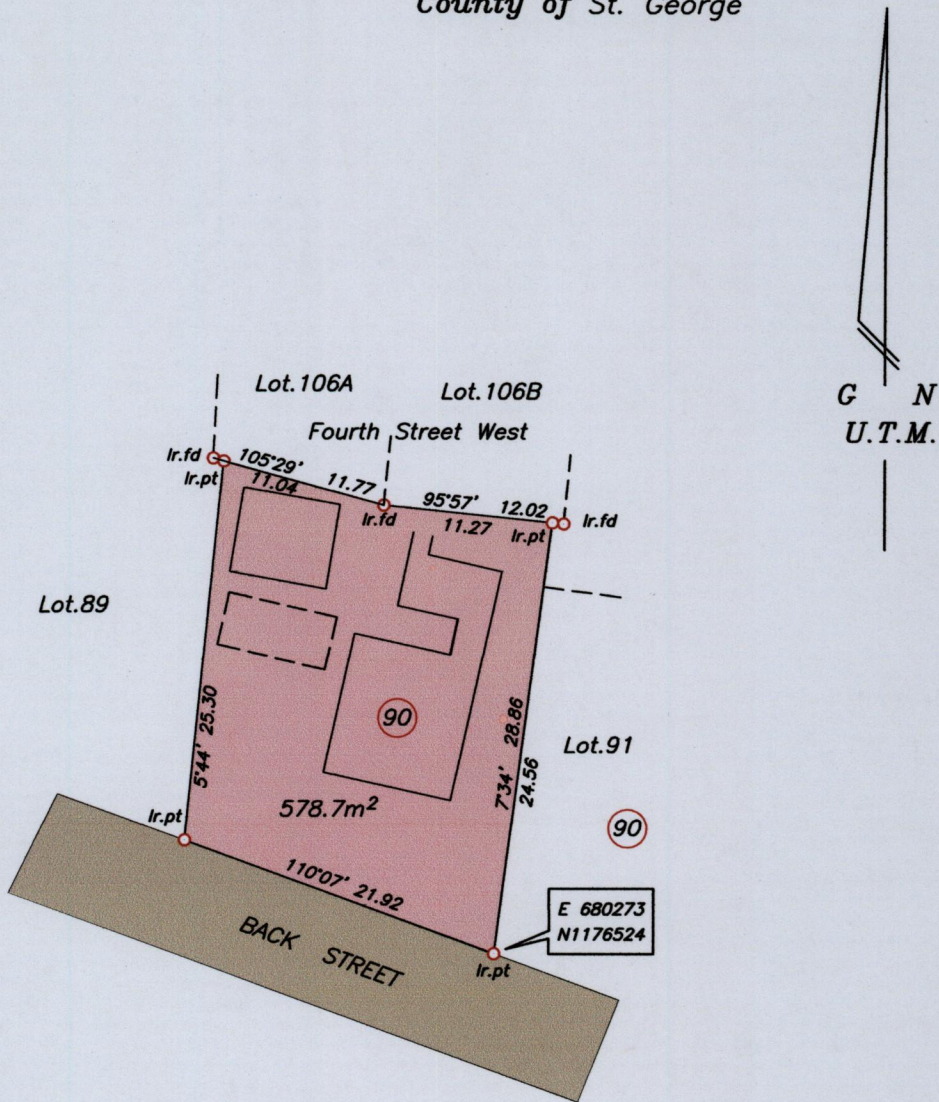 County of St. George
G N
U.T.M.
Lot.106A
Lot.106B
Fourth Street West
Ir.fd
105°29'
Ir.pt
11.04
11.77
Ir.fd
95°57'
12.02
11.27
Ir.pt
Ir.fd
Lot.89
5°44' 25.30
90
7°34' 28.86
24.56
Lot.91
90
578.7m²
Ir.pt
110°07' 21.92
BACK STREET
E 680273
N1176524
Ir.pt